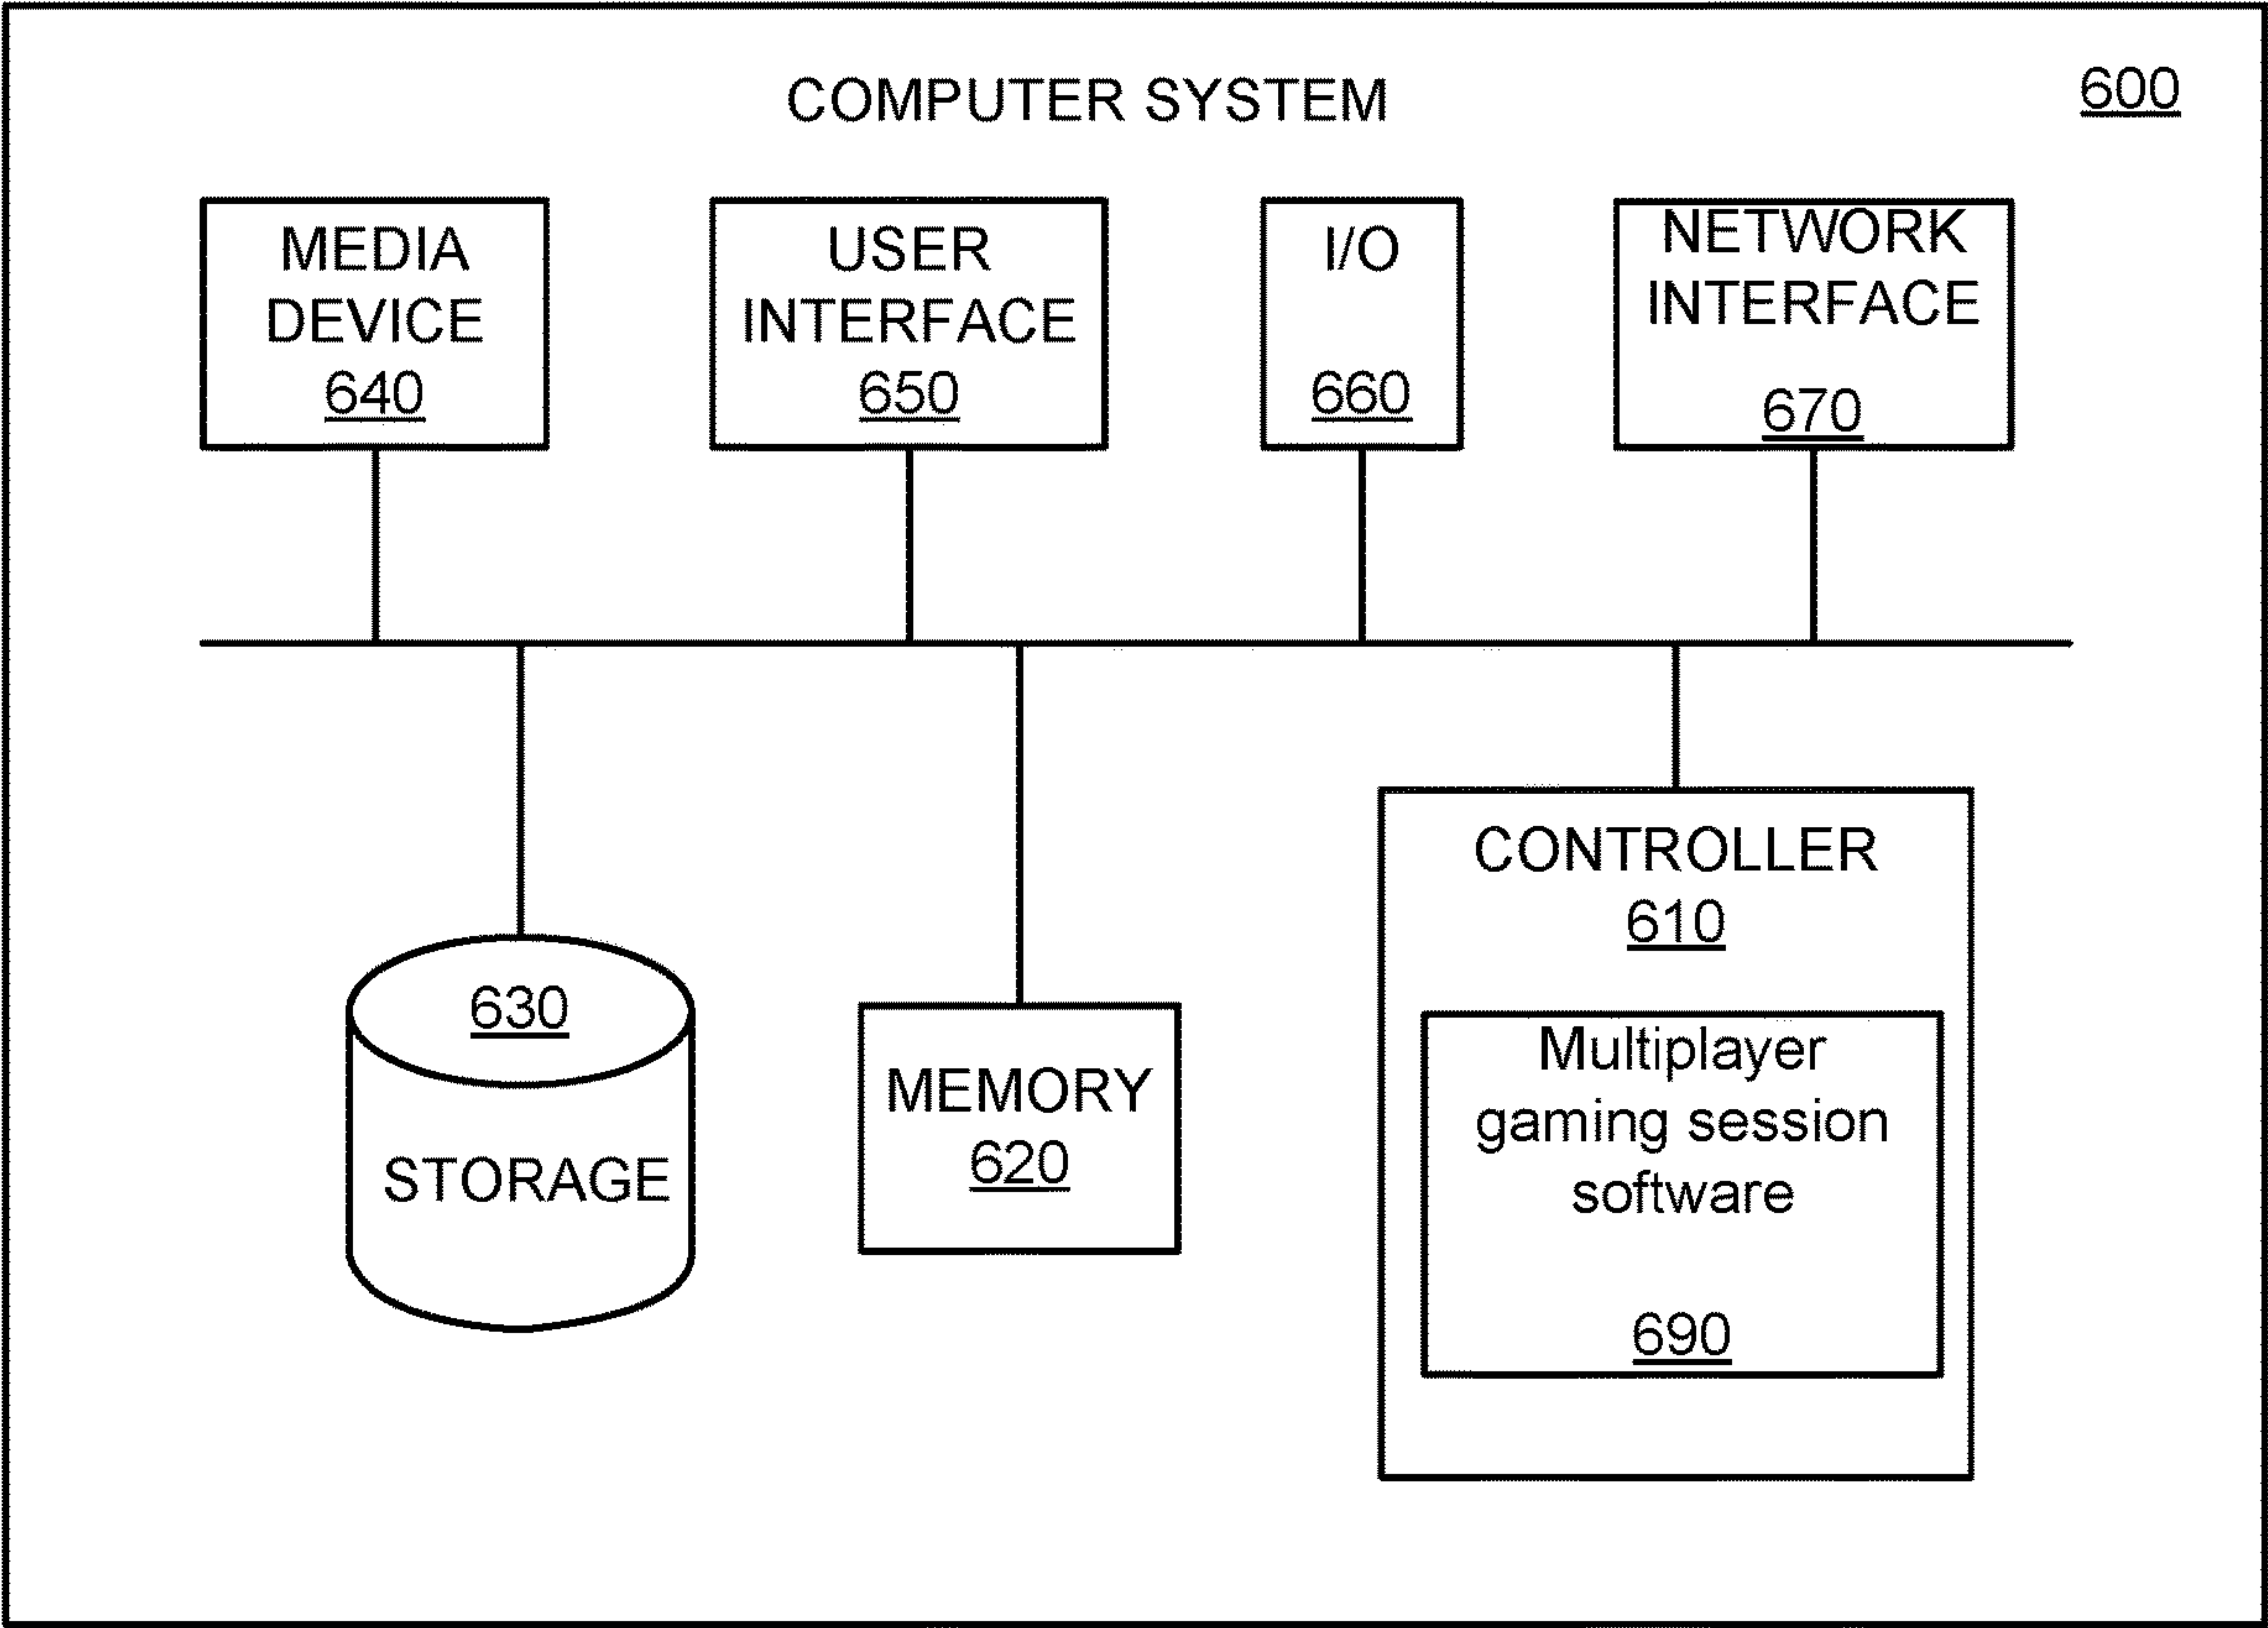 COMPUTER SYSTEM
600
MEDIA
DEVICE
640
USER
INTERFACE
650
I/O
660
NETWORK
INTERFACE
670
630
STORAGE
MEMORY
620
CONTROLLER
610
Multiplayer
gaming session
software
690